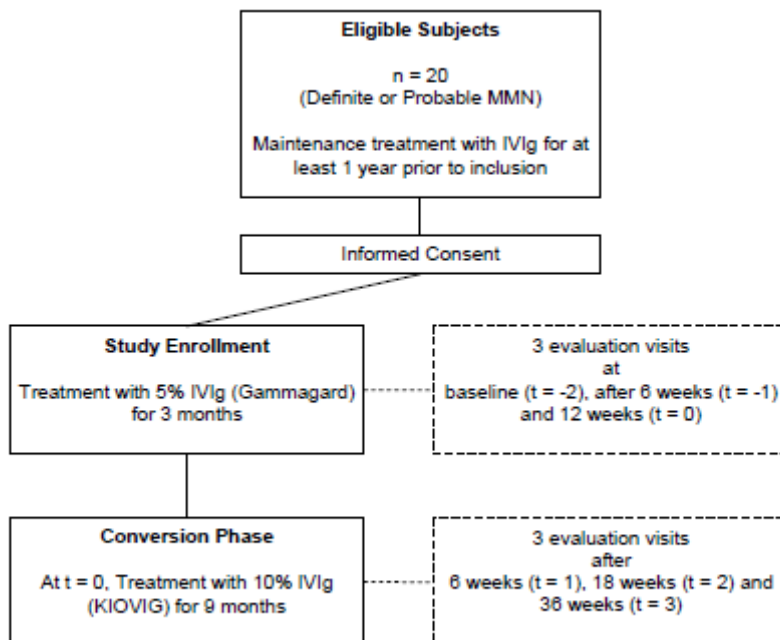 Eligible Subjects
n = 20
(Definite or Probable MMN)
Maintenance treatment with IVIg for at
least 1 year prior to inclusion
Informed Consent
Study Enrollment
Treatment with 5% IVIg (Gammagard)
for 3 months
3 evaluation visits
at
baseline (t = -2), after 6 weeks (t = -1)
and 12 weeks (t = 0)
Conversion Phase
At t = 0, Treatment with 10% IVIg
(KIOVIG) for 9 months
3 evaluation visits
after
6 weeks (t = 1), 18 weeks (t = 2) and
36 weeks (t = 3)